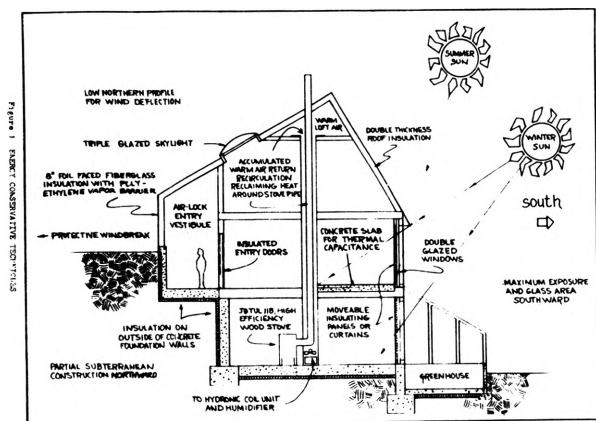 SUMMER
SUN
LOW NORTHERN PROFILE
FOR WIND DEFLECTION
WARM
LOFT AIR
WINTER
SUN
TRIPLE GLAZED SKYLIGHT
DOUBLE THICKNESS
ROOF INSULATION
8" FOIL FACED FIBERGLASS
INSULATION WITH POLY-
ETHYLENE VAPOR BARRIER
ACCUMULATED
WARM AIR RETURN
RECIRCULATION
RECLAIMING HEAT
AROUND STOVE PIPE
south
AIR-LOCK
ENTRY
VESTIBULE
PROTECTIVE WINDBREAK
INSULATED
ENTRY DOORS
CONCRETE SLAB
FOR THERMAL
CAPACITANCE
DOUBLE
GLAZED
WINDOWS
MAXIMUM EXPOSURE
AND GLASS AREA
SOUTHWARD
INSULATION ON
OUTSIDE OF CONCRETE
FOUNDATION WALLS
JØTUL 118, HIGH
EFFICIENCY
WOOD STOVE
MOVEABLE
INSULATING
PANELS OR
CURTAINS
PARTIAL SUBTERRANEAN
CONSTRUCTION NORTHWARD
GREENHOUSE
TO HYDRONIC COIL UNIT
AND HUMIDIFIER
Figure 1 ENERGY CONSERVATIVE